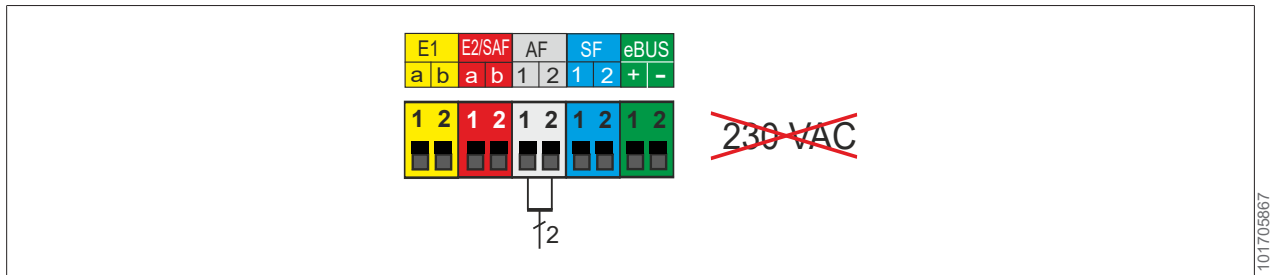 E1 E2/SAF AF SF eBUS
a b a b 1 2 1 2 + -
1 2 1 2 1 2 1 2 1 2
230 VAC
2
101705867